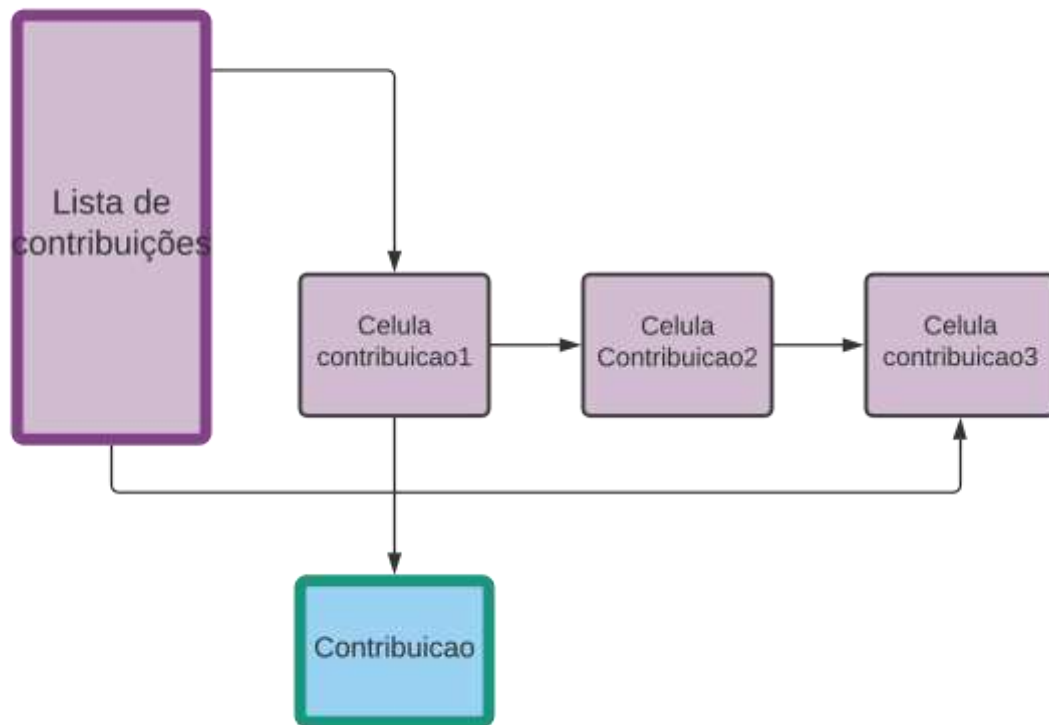 Lista de
contribuições
Celula
contribuicao1
Celula
Contribuicao2
Celula
contribuicao3
Contribuicao